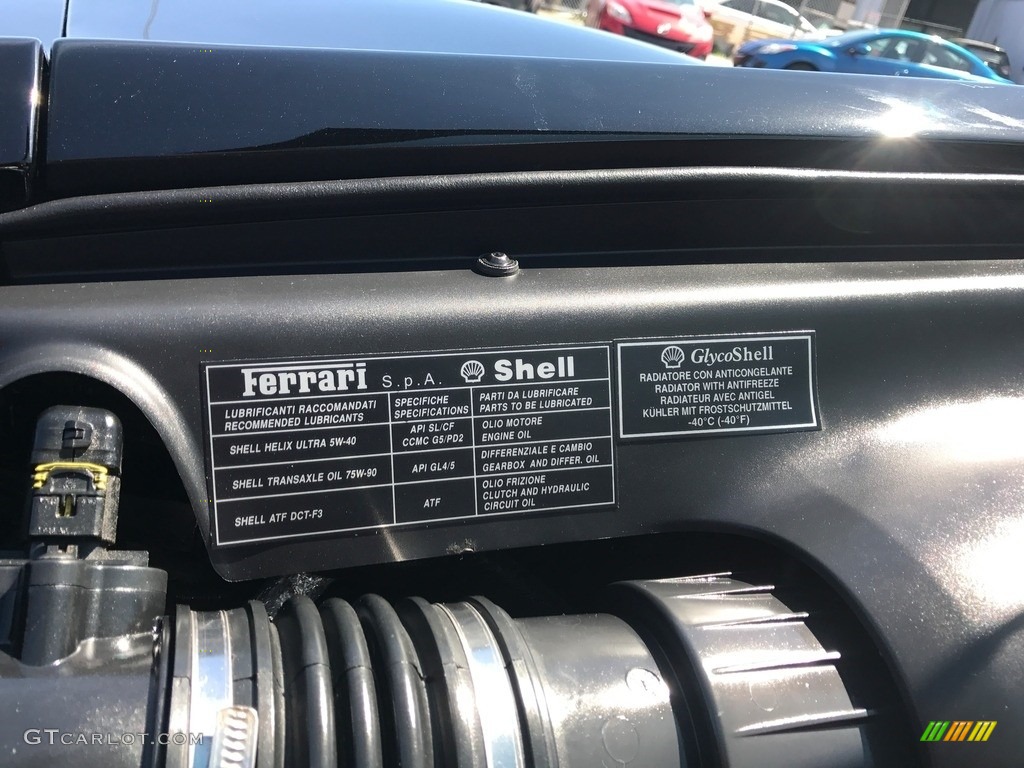 Ferrari S.p.A. Shell
LUBRIFICANTI RACCOMANDATI
RECOMMENDED LUBRICANTS
SPECIFICHE
SPECIFICATIONS
PARTI DA LUBRIFICARE
PARTS TO BE LUBRICATED
SHELL HELIX ULTRA 5W-40
API SL/CF
CCMC G5/PD2
OLIO MOTORE
ENGINE OIL
SHELL TRANSAXLE OIL 75W-90
API GL4/5
DIFFERENZIALE E CAMBIO
GEARBOX AND DIFFER. OIL
SHELL ATF DCT-F3
ATF
OLIO FRIZIONE
CLUTCH AND HYDRAULIC
CIRCUIT OIL
GlycoShell
RADIATORE CON ANTICONGELANTE
RADIATOR WITH ANTIFREEZE
RADIATEUR AVEC ANTIGEL
KÜHLER MIT FROSTSCHUTZMITTEL
-40°C (-40°F)
GTCARLOT.COM